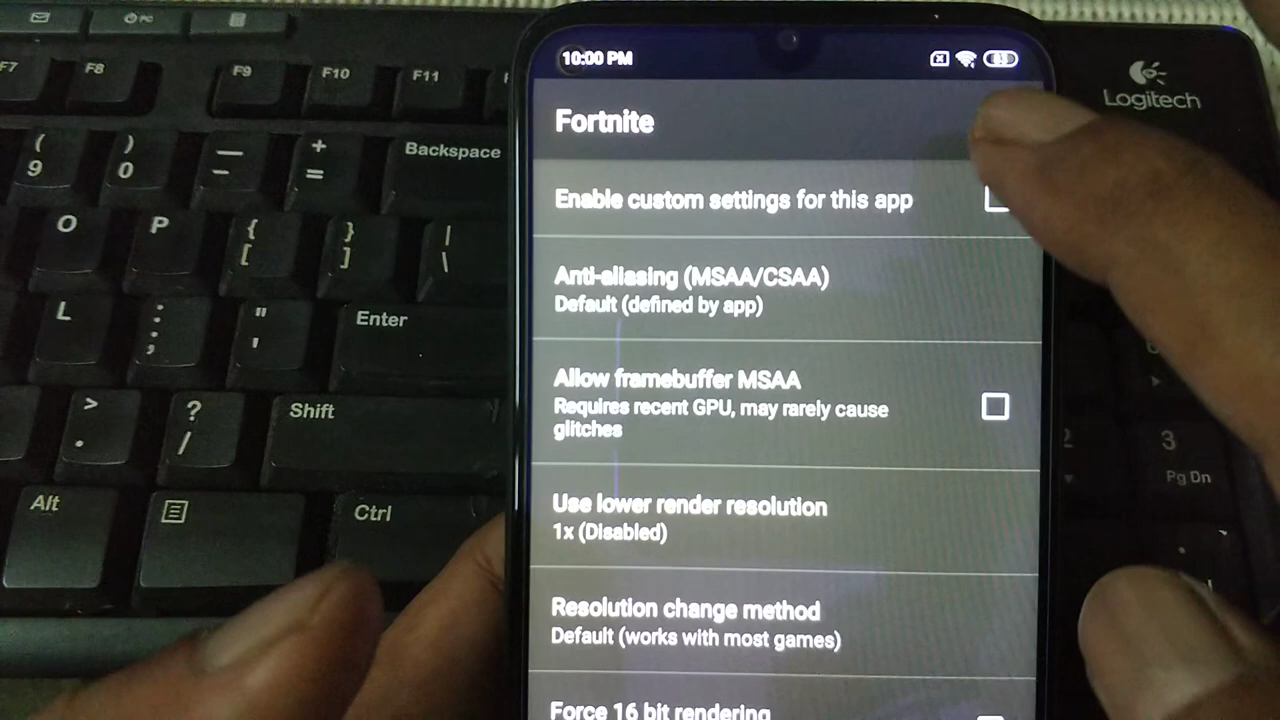 PC
F7
F8
F9
F10
F11
10:00 PM
Logitech
Fortnite
(
9
)
0
—
–
+
=
Backspace
Enable custom settings for this app
O
P
{
[
}
]
|
\
Anti-aliasing (MSAA/CSAA)
Default (defined by app)
L
:
;
"
'
Enter
Allow framebuffer MSAA
Requires recent GPU, may rarely cause
glitches
>
.
?
/
Shift
3
Pg Dn
Use lower render resolution
1x (Disabled)
Alt
Ctrl
Resolution change method
Default (works with most games)
Force 16 bit rendering